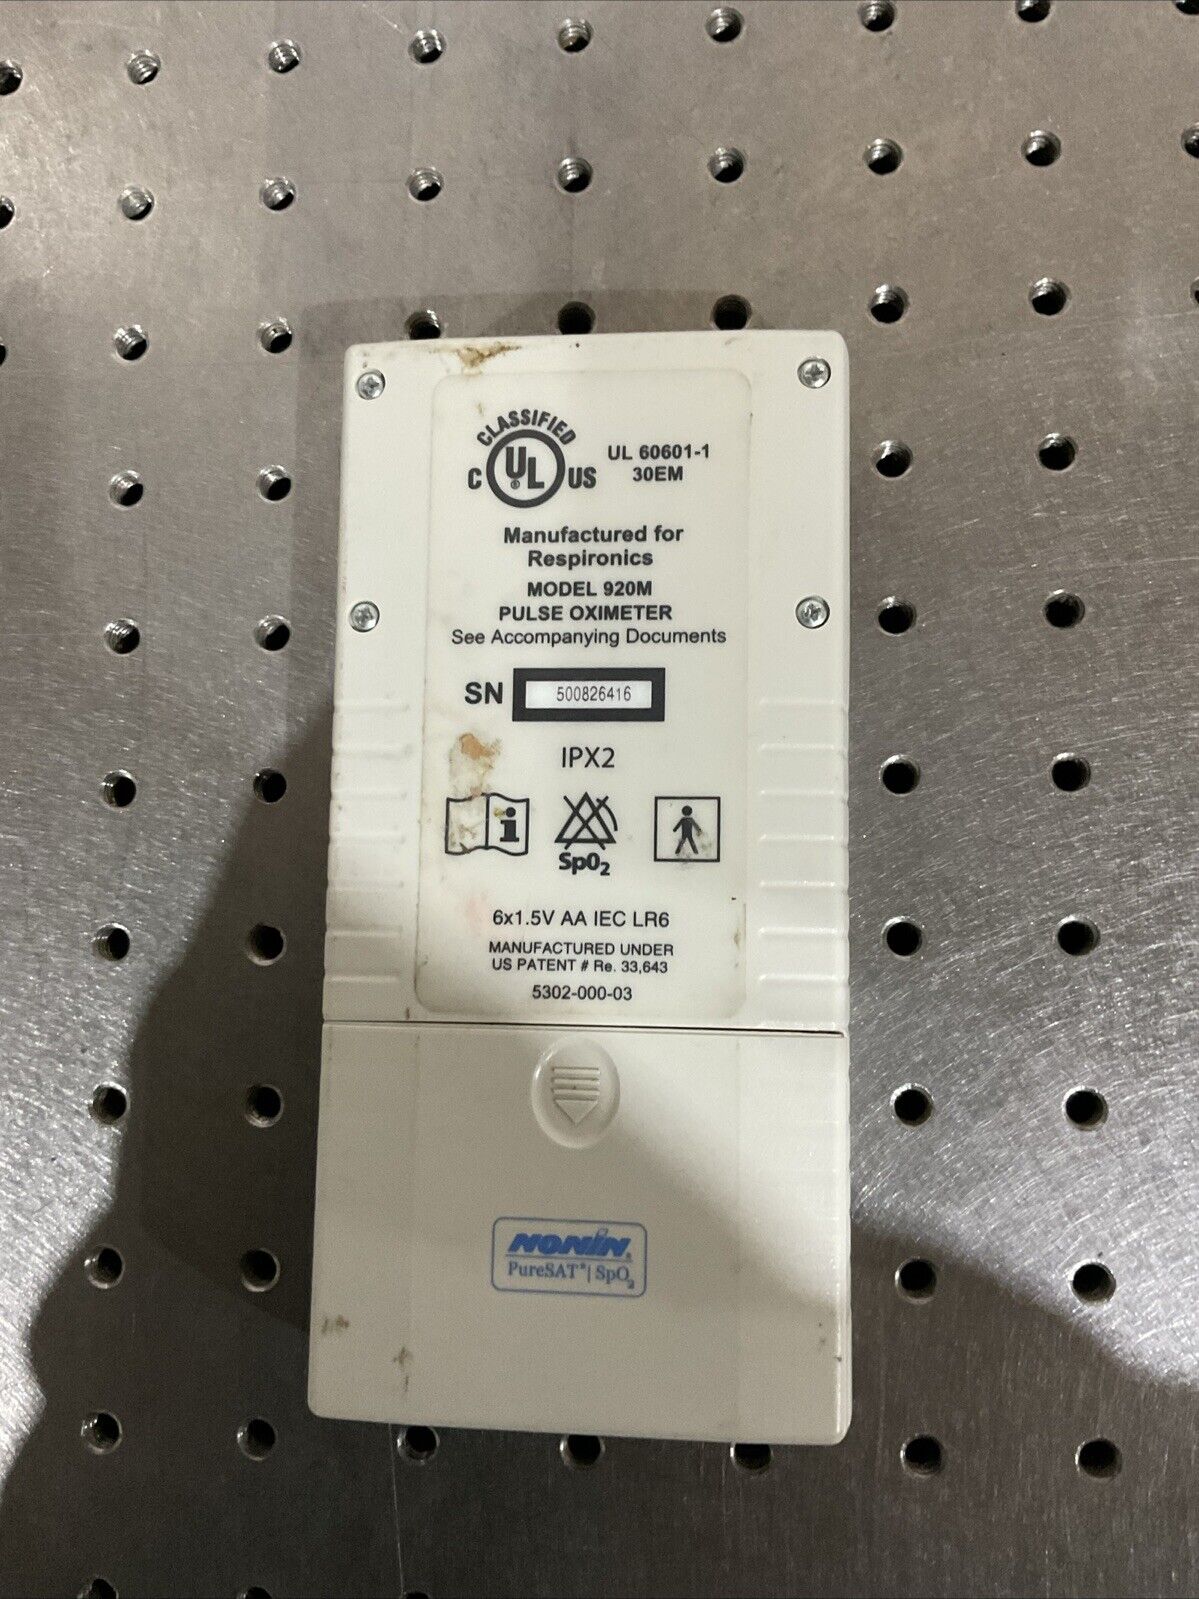 CLASSIFIED
C UL® US
UL 60601-1
30EM
Manufactured for
Respironics
MODEL 920M
PULSE OXIMETER
See Accompanying Documents
SN 500826416
IPX2
i
SpO₂
6x1.5V AA IEC LR6
MANUFACTURED UNDER
US PATENT # Re. 33,643
5302-000-03
NONIN®
PureSAT® | SpO₂